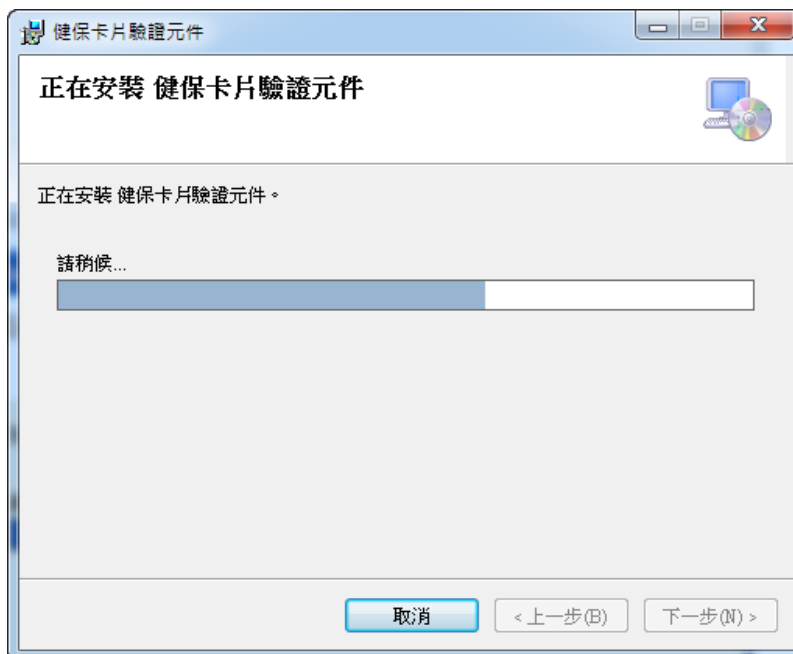 健保卡片驗證元件
正在安裝 健保卡片驗證元件
正在安裝 健保卡片驗證元件。
請稍候...
取消
< 上一步(B)
下一步(N) >